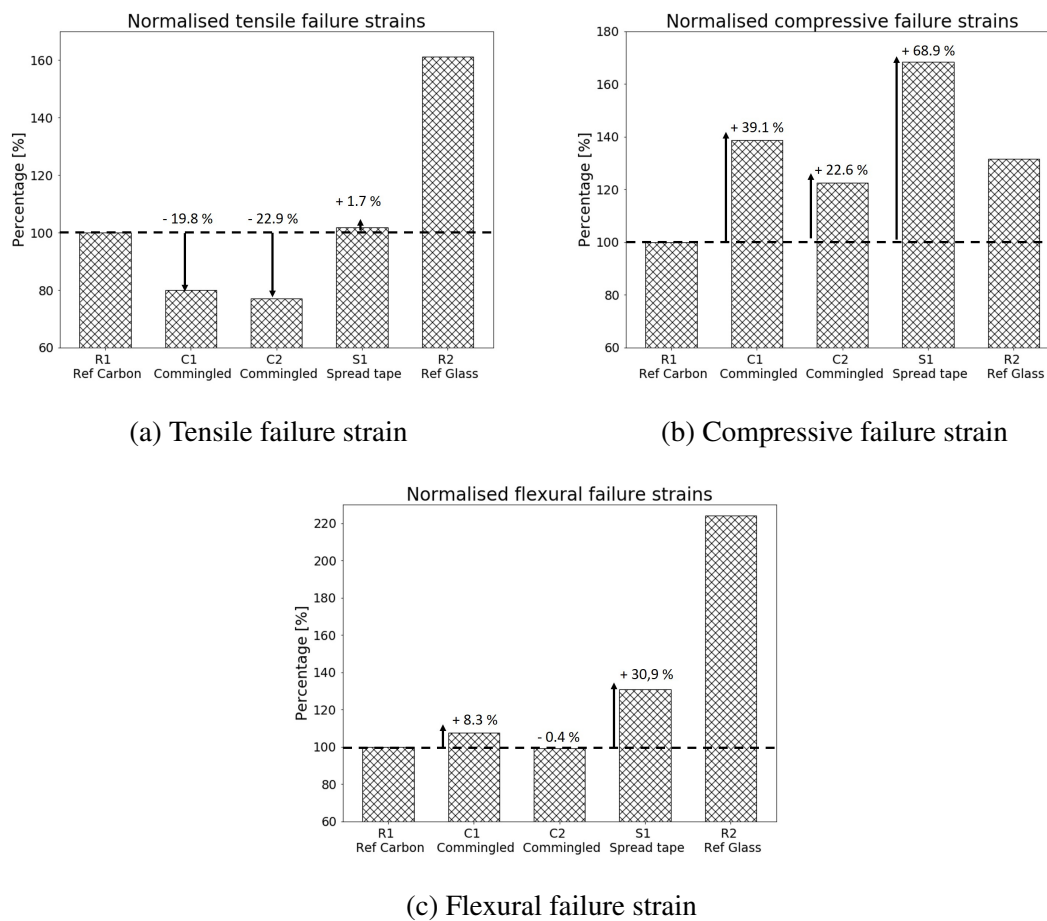 Normalised tensile failure strains
Percentage [%]
160
140
120
100
80
60
- 19.8 %
- 22.9 %
+ 1.7 %
R1 C1 C2 S1 R2
Ref Carbon Commingled Commingled Spread tape Ref Glass
(a) Tensile failure strain
Normalised compressive failure strains
Percentage [%]
180
160
140
120
100
80
60
+ 39.1 %
+ 22.6 %
+ 68.9 %
R1 C1 C2 S1 R2
Ref Carbon Commingled Commingled Spread tape Ref Glass
(b) Compressive failure strain
Normalised flexural failure strains
Percentage [%]
220
200
180
160
140
120
100
80
60
+ 8.3 %
- 0.4 %
+ 30,9 %
R1 C1 C2 S1 R2
Ref Carbon Commingled Commingled Spread tape Ref Glass
(c) Flexural failure strain